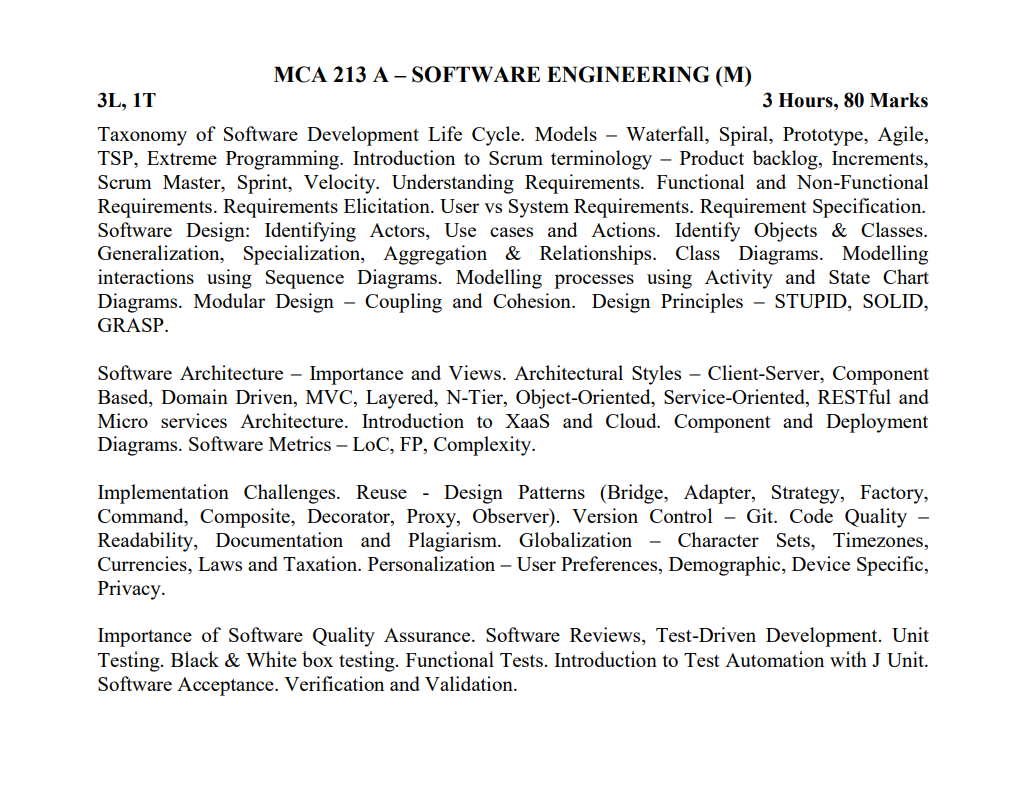 MCA 213 A – SOFTWARE ENGINEERING (M)
3L, 1T 3 Hours, 80 Marks
Taxonomy of Software Development Life Cycle. Models – Waterfall, Spiral, Prototype, Agile,
TSP, Extreme Programming. Introduction to Scrum terminology – Product backlog, Increments,
Scrum Master, Sprint, Velocity. Understanding Requirements. Functional and Non-Functional
Requirements. Requirements Elicitation. User vs System Requirements. Requirement Specification.
Software Design: Identifying Actors, Use cases and Actions. Identify Objects & Classes.
Generalization, Specialization, Aggregation & Relationships. Class Diagrams. Modelling
interactions using Sequence Diagrams. Modelling processes using Activity and State Chart
Diagrams. Modular Design – Coupling and Cohesion. Design Principles – STUPID, SOLID,
GRASP.
Software Architecture – Importance and Views. Architectural Styles – Client-Server, Component
Based, Domain Driven, MVC, Layered, N-Tier, Object-Oriented, Service-Oriented, RESTful and
Micro services Architecture. Introduction to XaaS and Cloud. Component and Deployment
Diagrams. Software Metrics – LoC, FP, Complexity.
Implementation Challenges. Reuse - Design Patterns (Bridge, Adapter, Strategy, Factory,
Command, Composite, Decorator, Proxy, Observer). Version Control – Git. Code Quality –
Readability, Documentation and Plagiarism. Globalization – Character Sets, Timezones,
Currencies, Laws and Taxation. Personalization – User Preferences, Demographic, Device Specific,
Privacy.
Importance of Software Quality Assurance. Software Reviews, Test-Driven Development. Unit
Testing. Black & White box testing. Functional Tests. Introduction to Test Automation with J Unit.
Software Acceptance. Verification and Validation.